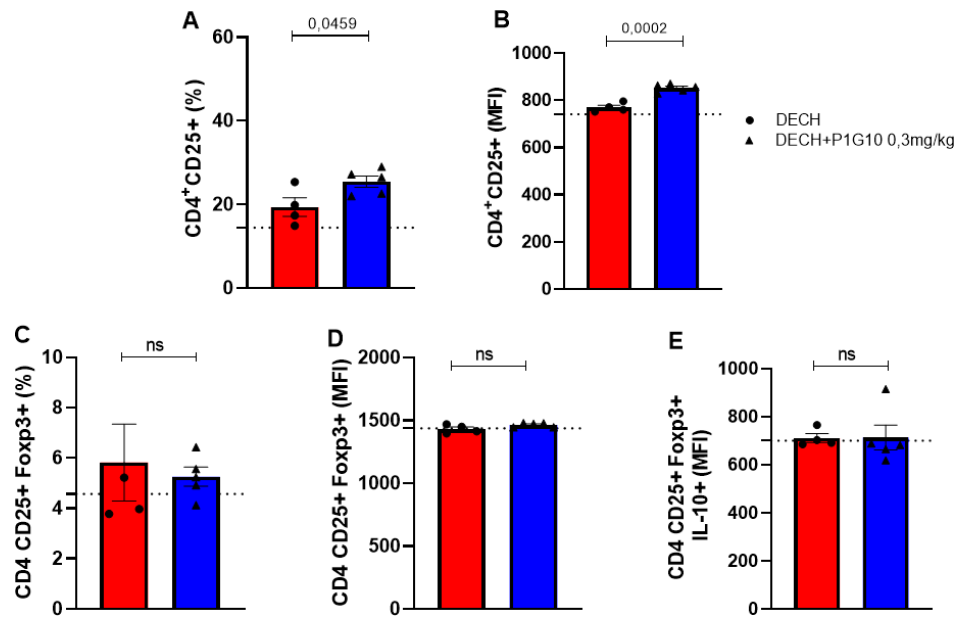 A
0,0459
CD4+CD25+ (%)
60
40
20
0
B
0,0002
CD4+CD25+ (MFI)
1000
800
600
400
200
0
DECH
DECH+P1G10 0,3mg/kg
C
ns
CD4 CD25+ Foxp3+ (%)
10
8
6
4
2
0
D
ns
CD4 CD25+ Foxp3+ (MFI)
2000
1500
1000
500
0
E
ns
CD4 CD25+ Foxp3+
IL-10+ (MFI)
1000
800
600
400
200
0